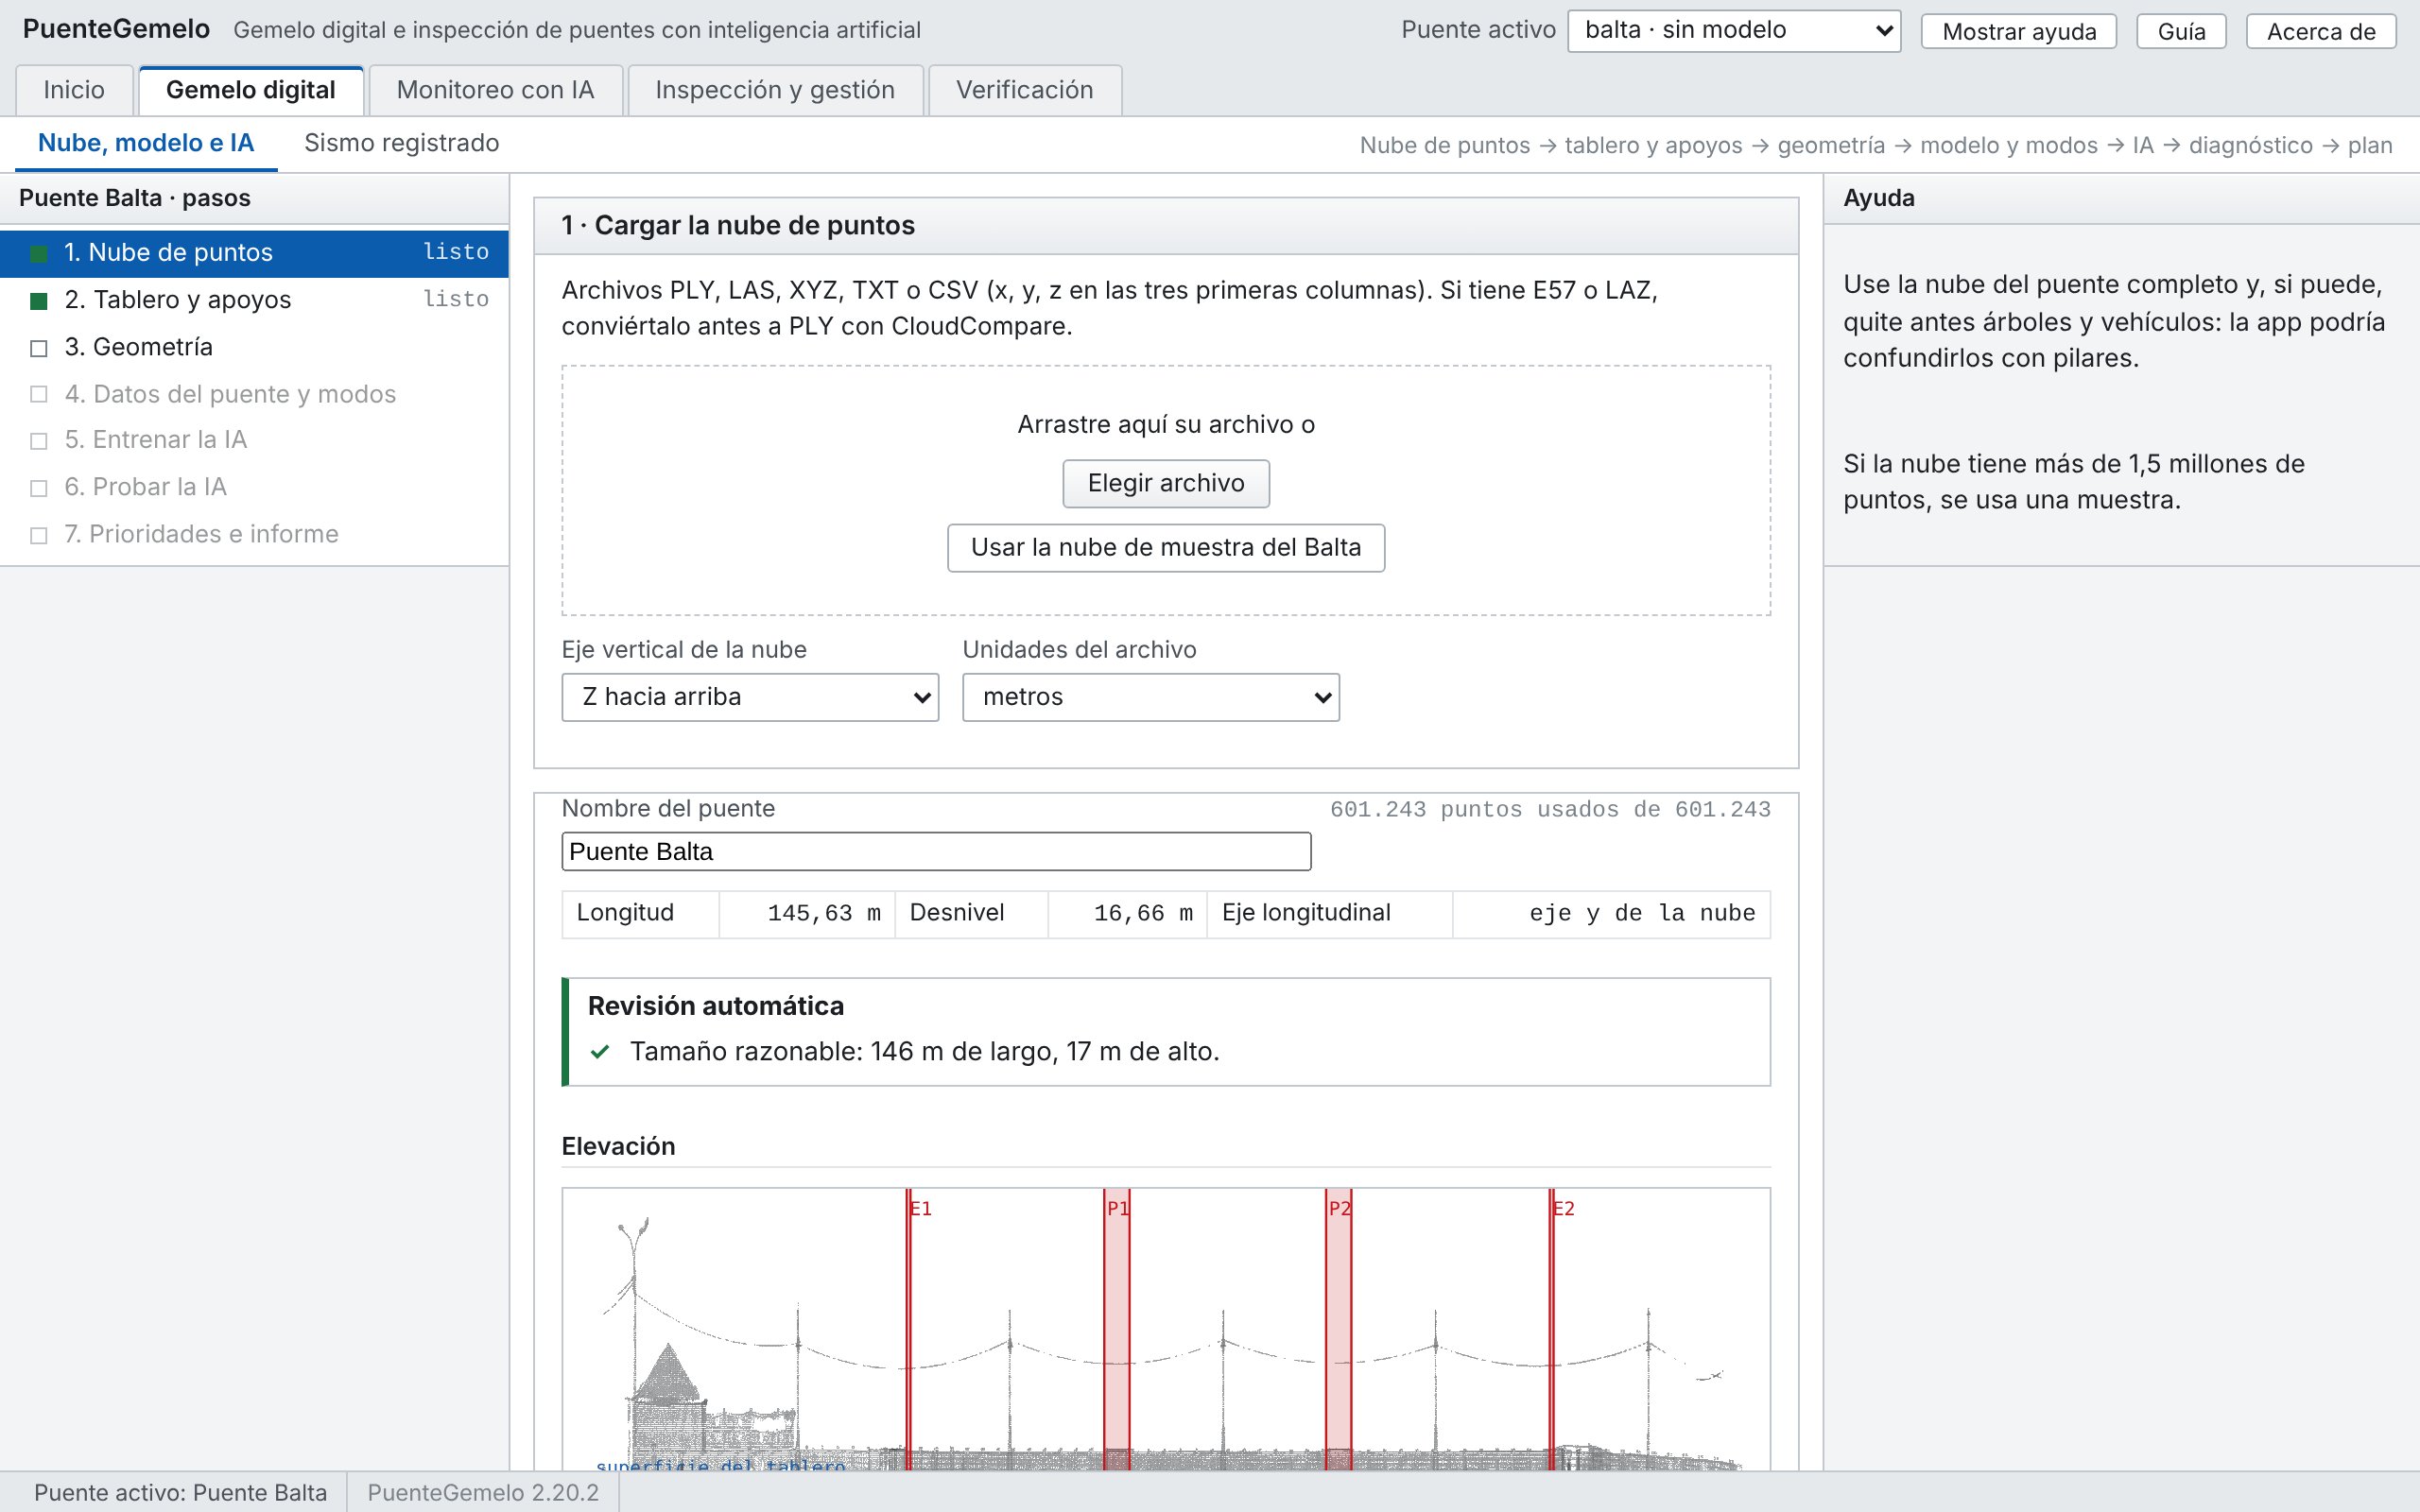 PuenteGemelo Gemelo digital e inspección de puentes con inteligencia artificial Puente activo balta · sin modelo Mostrar ayuda Guía Acerca de
Inicio Gemelo digital Monitoreo con IA Inspección y gestión Verificación
Nube, modelo e IA Sismo registrado Nube de puntos → tablero y apoyos → geometría → modelo y modos → IA → diagnóstico → plan
Puente Balta · pasos
1. Nube de puntos listo
2. Tablero y apoyos listo
3. Geometría
4. Datos del puente y modos
5. Entrenar la IA
6. Probar la IA
7. Prioridades e informe
1 · Cargar la nube de puntos
Archivos PLY, LAS, XYZ, TXT o CSV (x, y, z en las tres primeras columnas). Si tiene E57 o LAZ,
conviértalo antes a PLY con CloudCompare.
Arrastre aquí su archivo o
Elegir archivo
Usar la nube de muestra del Balta
Eje vertical de la nube Unidades del archivo
Z hacia arriba metros
Nombre del puente 601.243 puntos usados de 601.243
Puente Balta
Longitud 145,63 m Desnivel 16,66 m Eje longitudinal eje y de la nube
Revisión automática
✓ Tamaño razonable: 146 m de largo, 17 m de alto.
Elevación
E1 P1 P2 E2
superficie del tablero
Ayuda
Use la nube del puente completo y, si puede,
quite antes árboles y vehículos: la app podría
confundirlos con pilares.
Si la nube tiene más de 1,5 millones de
puntos, se usa una muestra.
Puente activo: Puente Balta PuenteGemelo 2.20.2